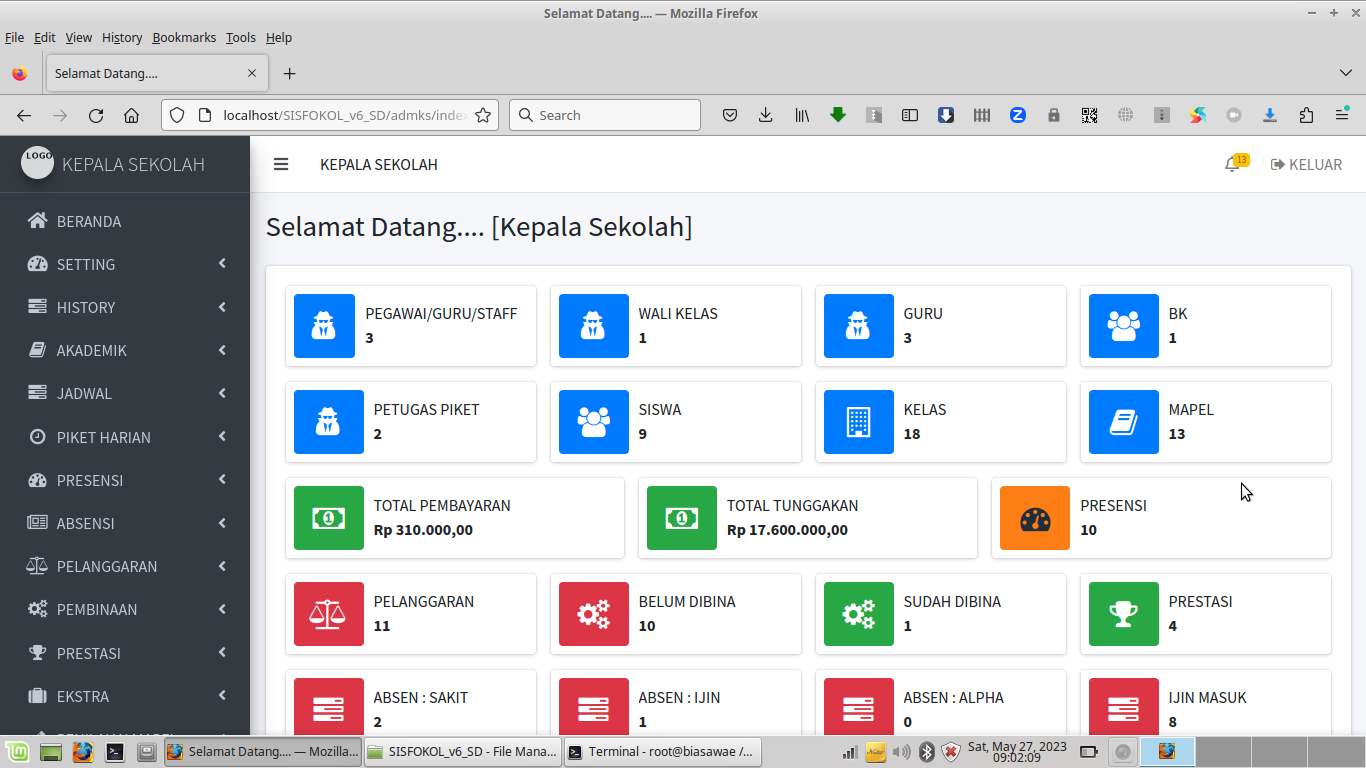 Selamat Datang.... — Mozilla Firefox
File Edit View History Bookmarks Tools Help
Selamat Datang....
localhost/SISFOKOL_v6_SD/admks/index
Search
LOGO KEPALA SEKOLAH
KEPALA SEKOLAH
13
KELUAR
BERANDA
SETTING
HISTORY
AKADEMIK
JADWAL
PIKET HARIAN
PRESENSI
ABSENSI
PELANGGARAN
PEMBINAAN
PRESTASI
EKSTRA
Selamat Datang.... [Kepala Sekolah]
PEGAWAI/GURU/STAFF
3
WALI KELAS
1
GURU
3
BK
1
PETUGAS PIKET
2
SISWA
9
KELAS
18
MAPEL
13
TOTAL PEMBAYARAN
Rp 310.000,00
TOTAL TUNGGAKAN
Rp 17.600.000,00
PRESENSI
10
PELANGGARAN
11
BELUM DIBINA
10
SUDAH DIBINA
1
PRESTASI
4
ABSEN : SAKIT
2
ABSEN : IJIN
1
ABSEN : ALPHA
0
IJIN MASUK
8
Selamat Datang.... — Mozilla...
SISFOKOL_v6_SD - File Mana...
Terminal - root@biasawae /...
Sat, May 27, 2023
09:02:09